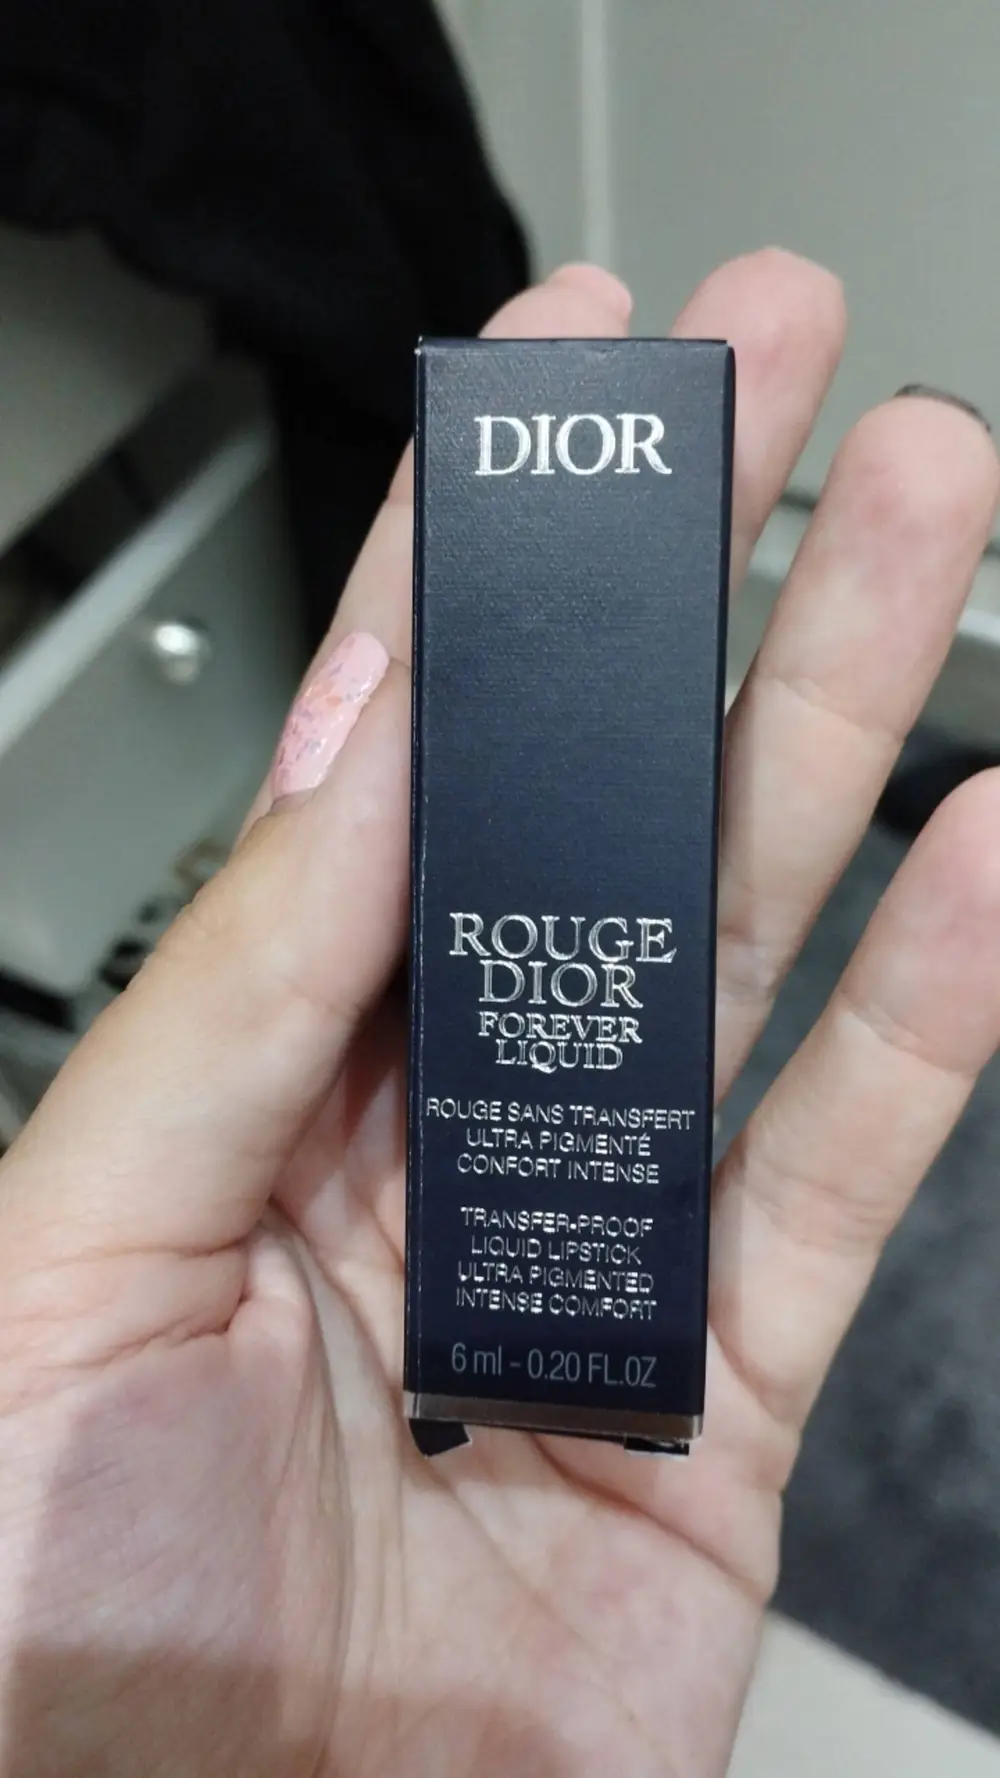 DIOR
ROUGE
DIOR
FOREVER
LIQUID
ROUGE SANS TRANSFERT
ULTRA PIGMENTÉ
CONFORT INTENSE
TRANSFER-PROOF
LIQUID LIPSTICK
ULTRA PIGMENTED
INTENSE COMFORT
6 ml - 0.20 FL.OZ